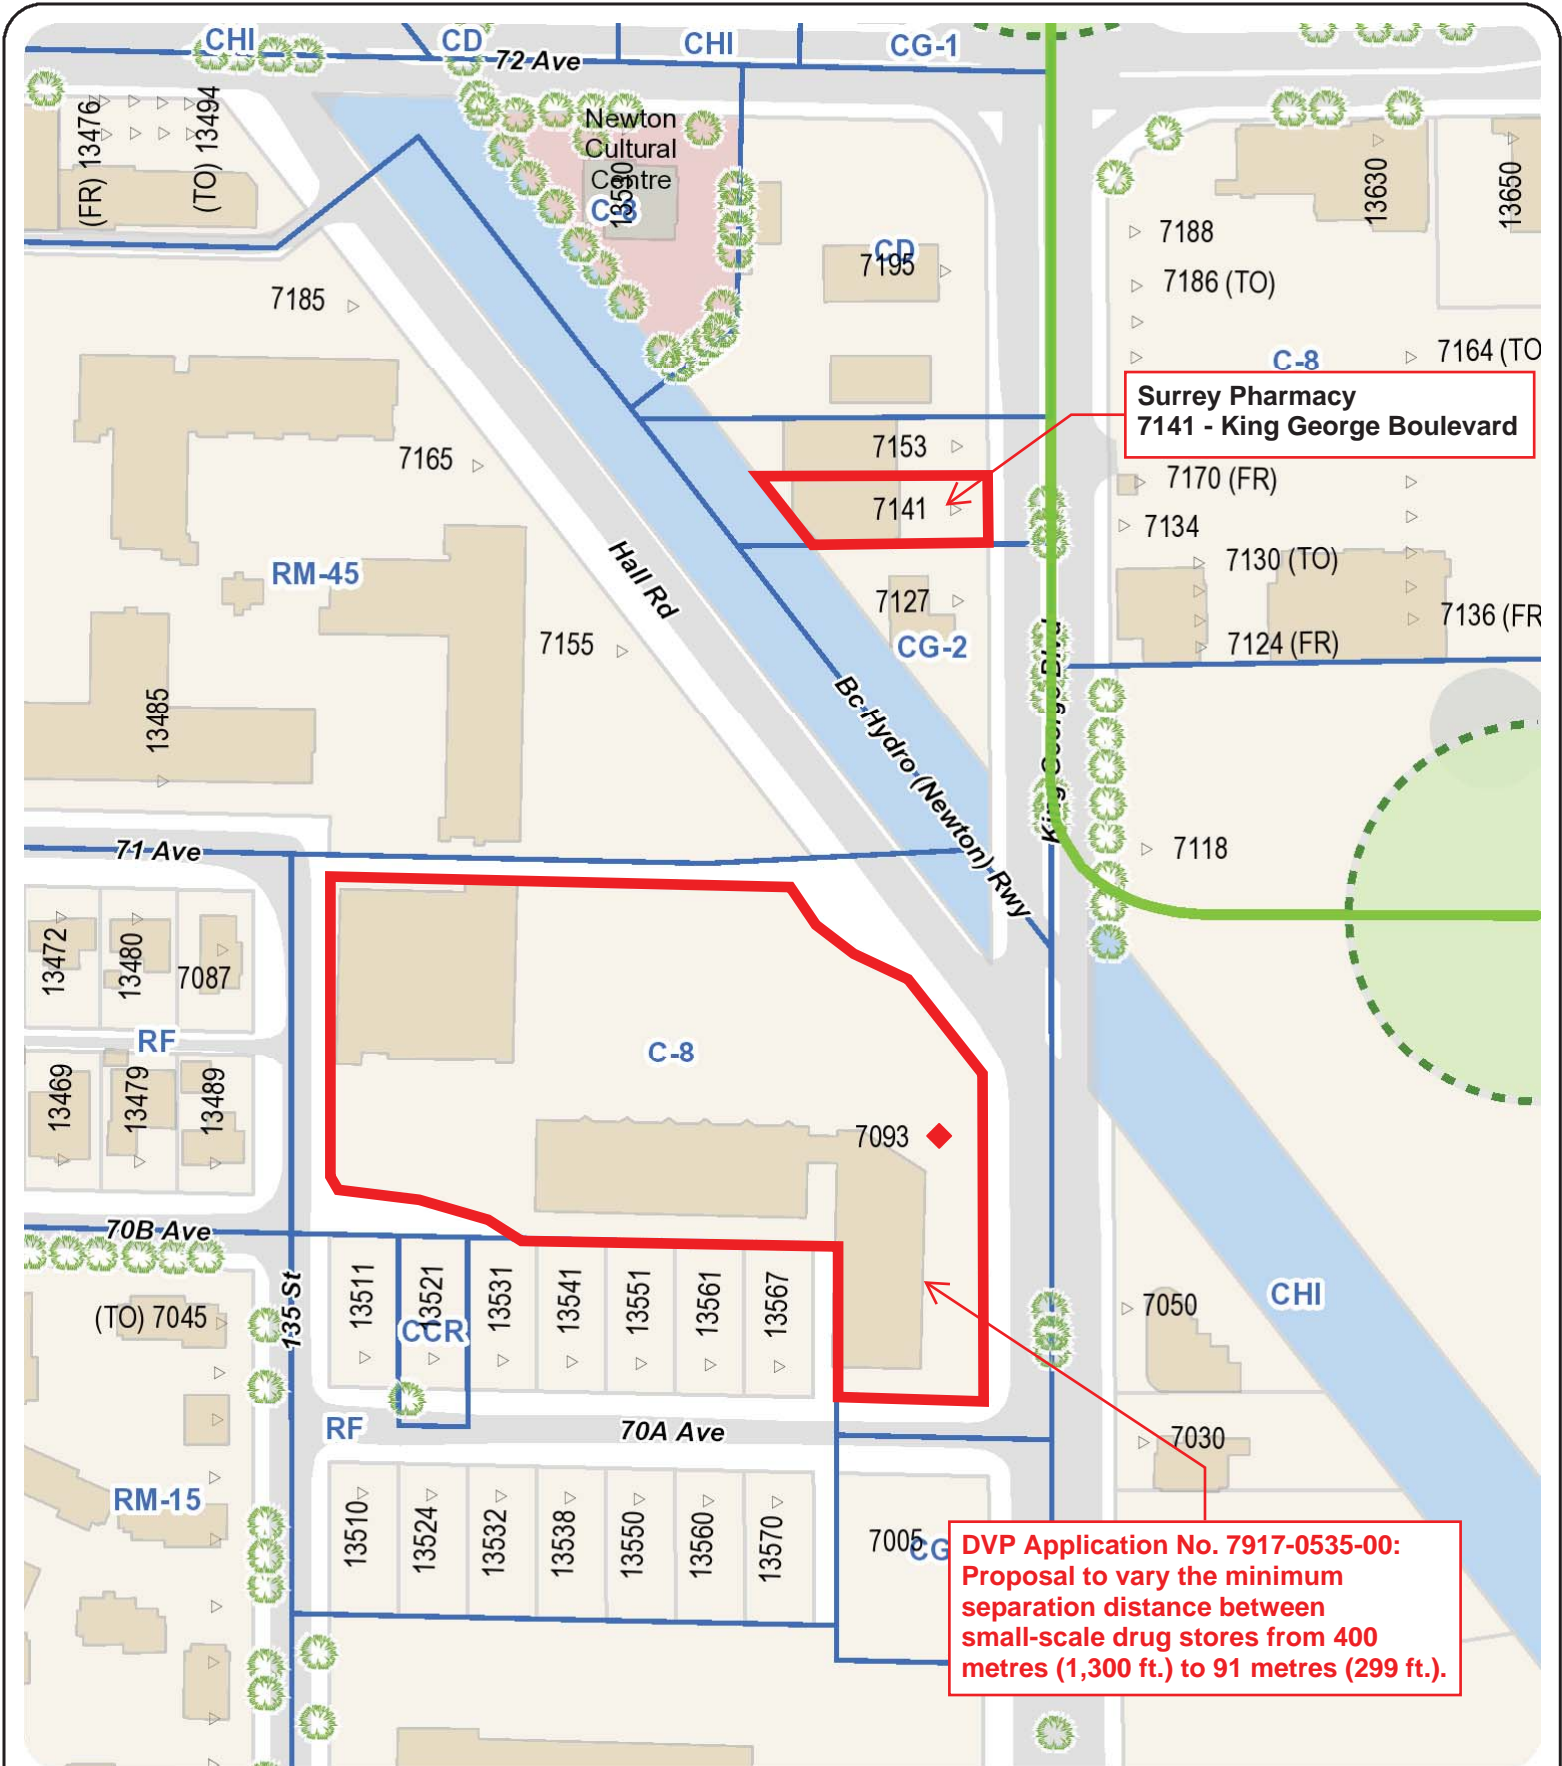 CHI
CD
CHI
CG-1
72 Ave
(FR) 13476
(TO) 13494
Newton
Cultural
Centre
13530
C-8
13630
13650
CD
7195
7188
7186 (TO)
7185
C-8
7164 (TO
Surrey Pharmacy
7141 - King George Boulevard
7153
7165
7170 (FR)
7141
7134
Hall Rd
RM-45
7130 (TO)
7127
7136 (FR
7155
CG-2
7124 (FR)
13485
Bc Hydro (Newton) Rwy
71 Ave
7118
13472
13480
7087
RF
C-8
13469
13479
13489
7093
70B Ave
135 St
13511
13521
13531
13541
13551
13561
13567
CCR
(TO) 7045
7050
CHI
RF
70A Ave
7030
RM-15
13510
13524
13532
13538
13550
13560
13570
7005
CG
DVP Application No. 7917-0535-00:
Proposal to vary the minimum
separation distance between
small-scale drug stores from 400
metres (1,300 ft.) to 91 metres (299 ft.).